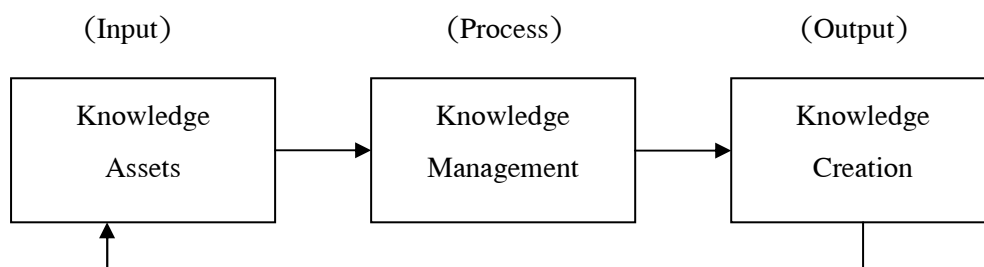 (Input)
(Process)
(Output)
Knowledge
Assets
Knowledge
Management
Knowledge
Creation